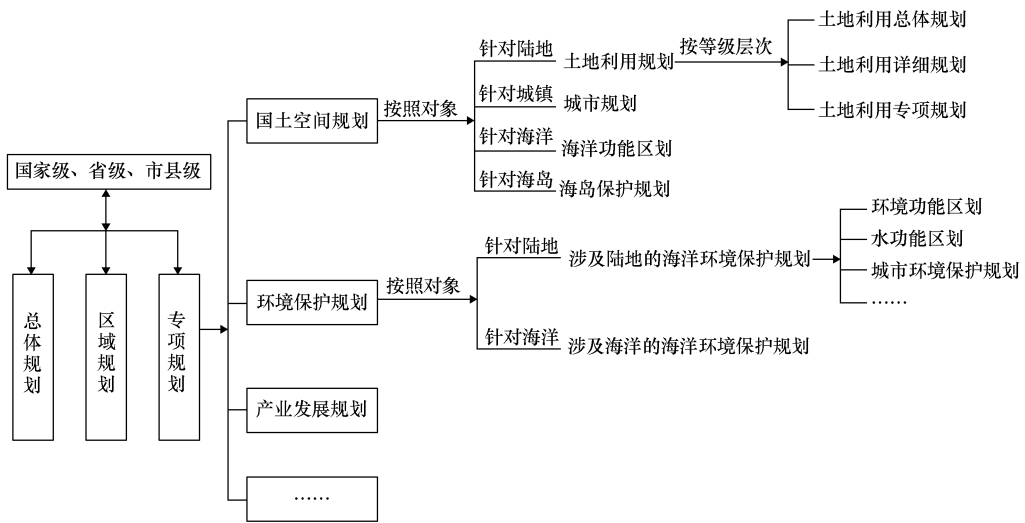 国家级、省级、市县级
总体规划
区域规划
专项规划
国土空间规划
按照对象
针对陆地
土地利用规划
按等级层次
土地利用总体规划
土地利用详细规划
土地利用专项规划
针对城镇
城市规划
针对海洋
海洋功能区划
针对海岛
海岛保护规划
环境保护规划
按照对象
针对陆地
涉及陆地的海洋环境保护规划
环境功能区划
水功能区划
城市环境保护规划
……
针对海洋
涉及海洋的海洋环境保护规划
产业发展规划
……